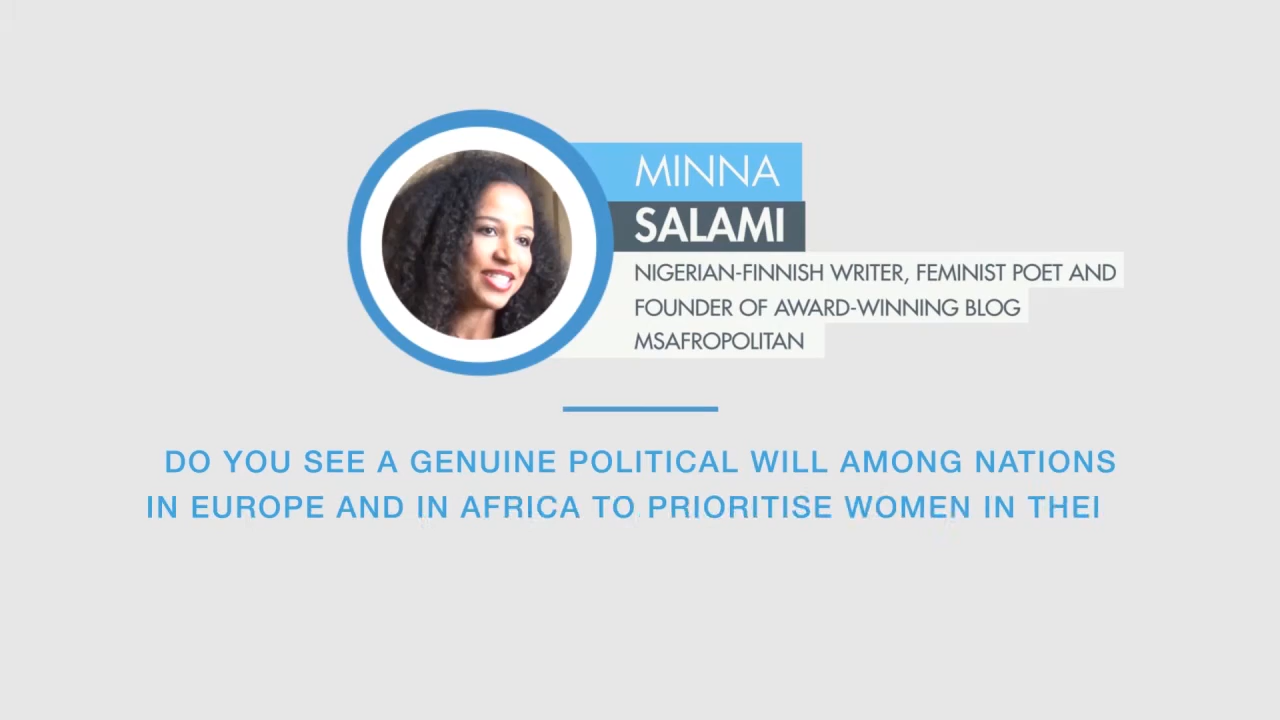 MINNA
SALAMI
NIGERIAN-FINNISH WRITER, FEMINIST POET AND
FOUNDER OF AWARD-WINNING BLOG
MSAFROPOLITAN
DO YOU SEE A GENUINE POLITICAL WILL AMONG NATIONS
IN EUROPE AND IN AFRICA TO PRIORITISE WOMEN IN THEI